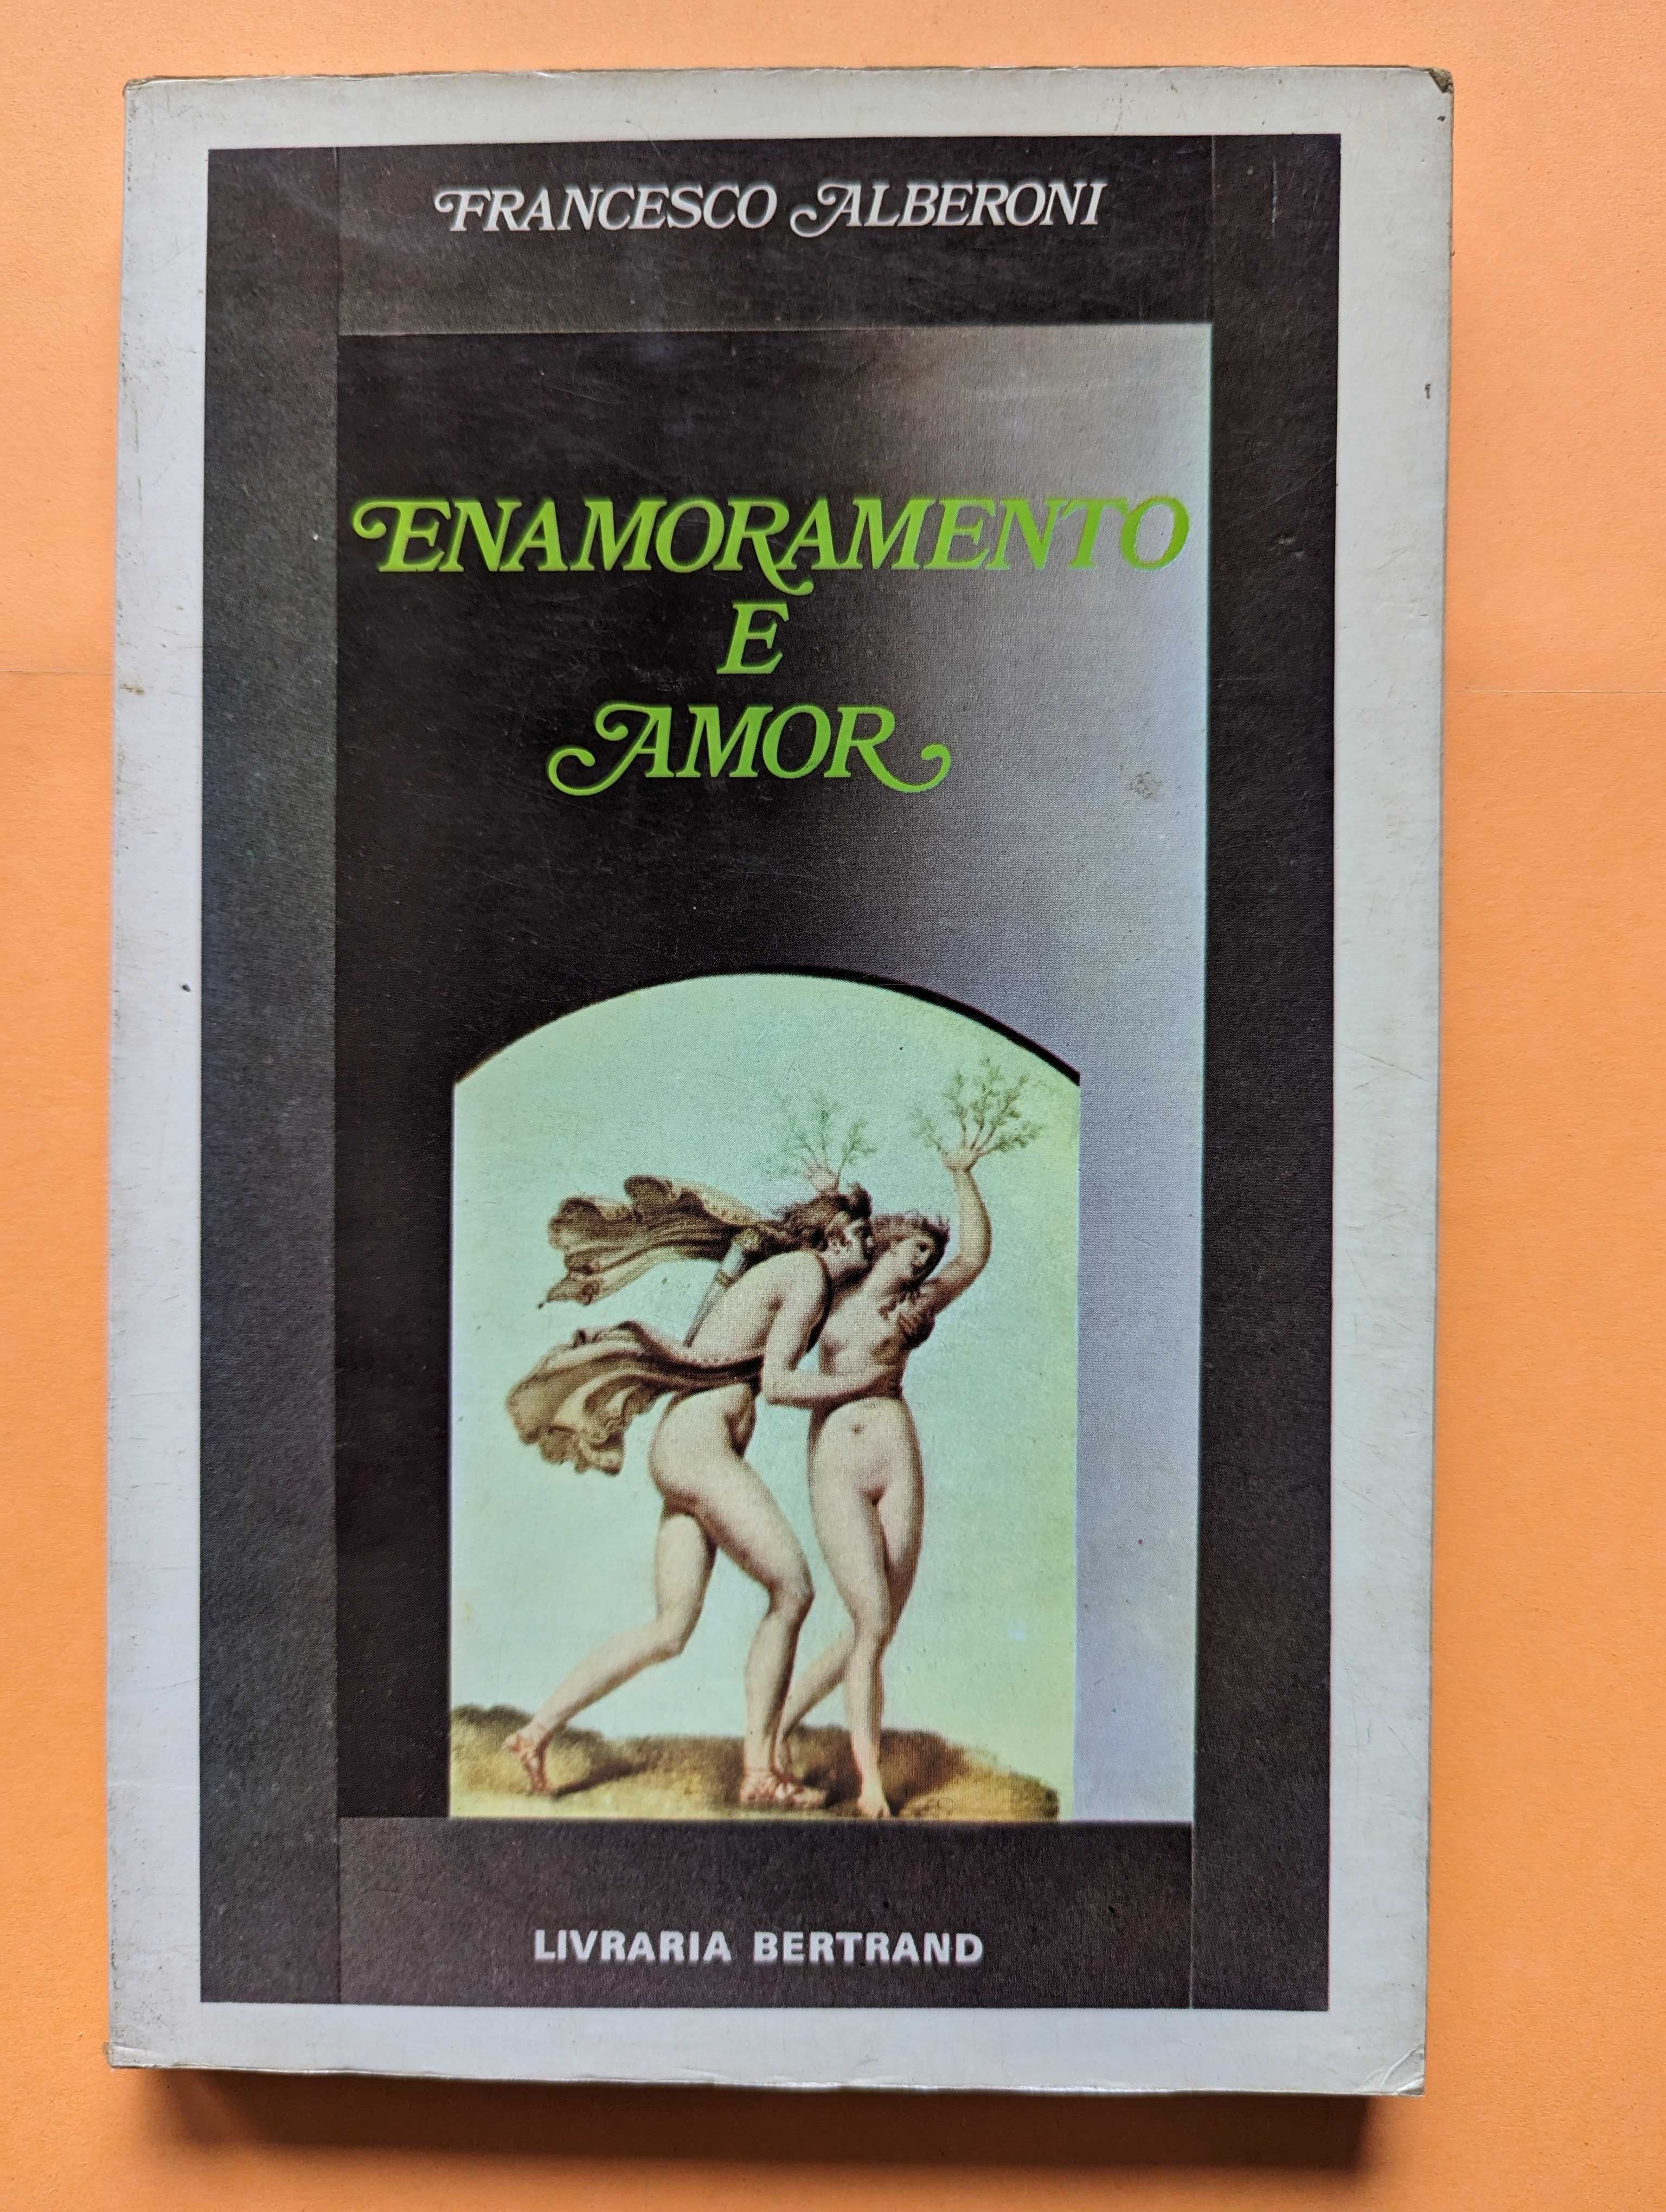 FRANCESCO ALBERONI
ENAMORAMENTO
E
AMOR
LIVRARIA BERTRAND